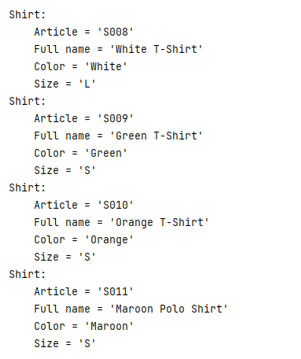 Shirt:
    Article = 'S008'
    Full name = 'White T-Shirt'
    Color = 'White'
    Size = 'L'
Shirt:
    Article = 'S009'
    Full name = 'Green T-Shirt'
    Color = 'Green'
    Size = 'S'
Shirt:
    Article = 'S010'
    Full name = 'Orange T-Shirt'
    Color = 'Orange'
    Size = 'S'
Shirt:
    Article = 'S011'
    Full name = 'Maroon Polo Shirt'
    Color = 'Maroon'
    Size = 'S'